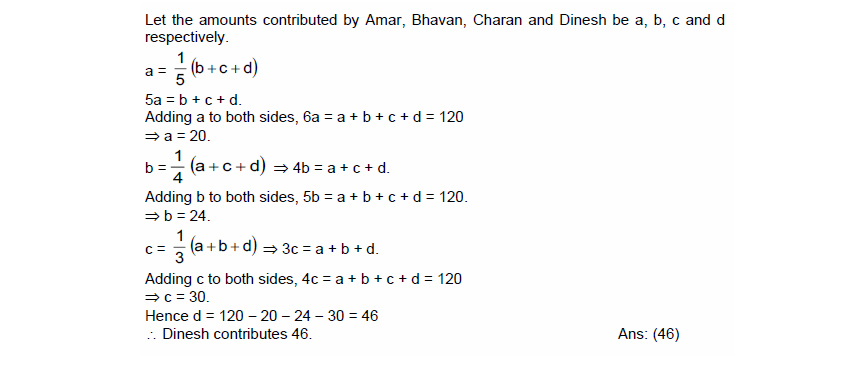 Let the amounts contributed by Amar, Bhavan, Charan and Dinesh be a, b, c and d
respectively.
a = 1/5 (b+c+d)
5a = b + c + d.
Adding a to both sides, 6a = a + b + c + d = 120
⇒ a = 20.
b = 1/4 (a+c+d) ⇒ 4b = a + c + d.
Adding b to both sides, 5b = a + b + c + d = 120.
⇒ b = 24.
c = 1/3 (a+b+d) ⇒ 3c = a + b + d.
Adding c to both sides, 4c = a + b + c + d = 120
⇒ c = 30.
Hence d = 120 – 20 – 24 – 30 = 46
∴ Dinesh contributes 46. Ans: (46)